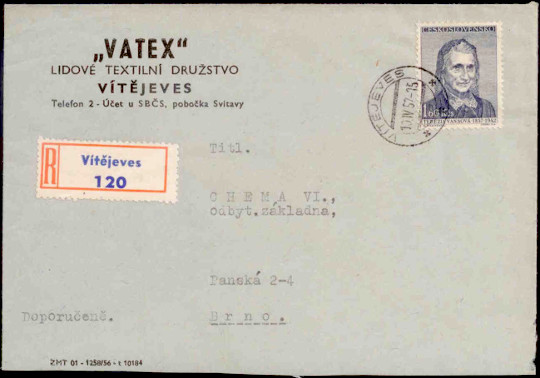 „VATEX“
LIDOVÉ TEXTILNÍ DRUŽSTVO
VÍTĚJEVES
Telefon 2 - Účet u SBČS, pobočka Svitavy
ČESKOSLOVENSKO
VÍTĚJEVES
R
Vítějeves
120
Titl.
CHEMA VI.,
odbyt.základna,
Panská 2-4
Doporučeně.
Brno.
ZMT 01 - 1258/56 - t 10184